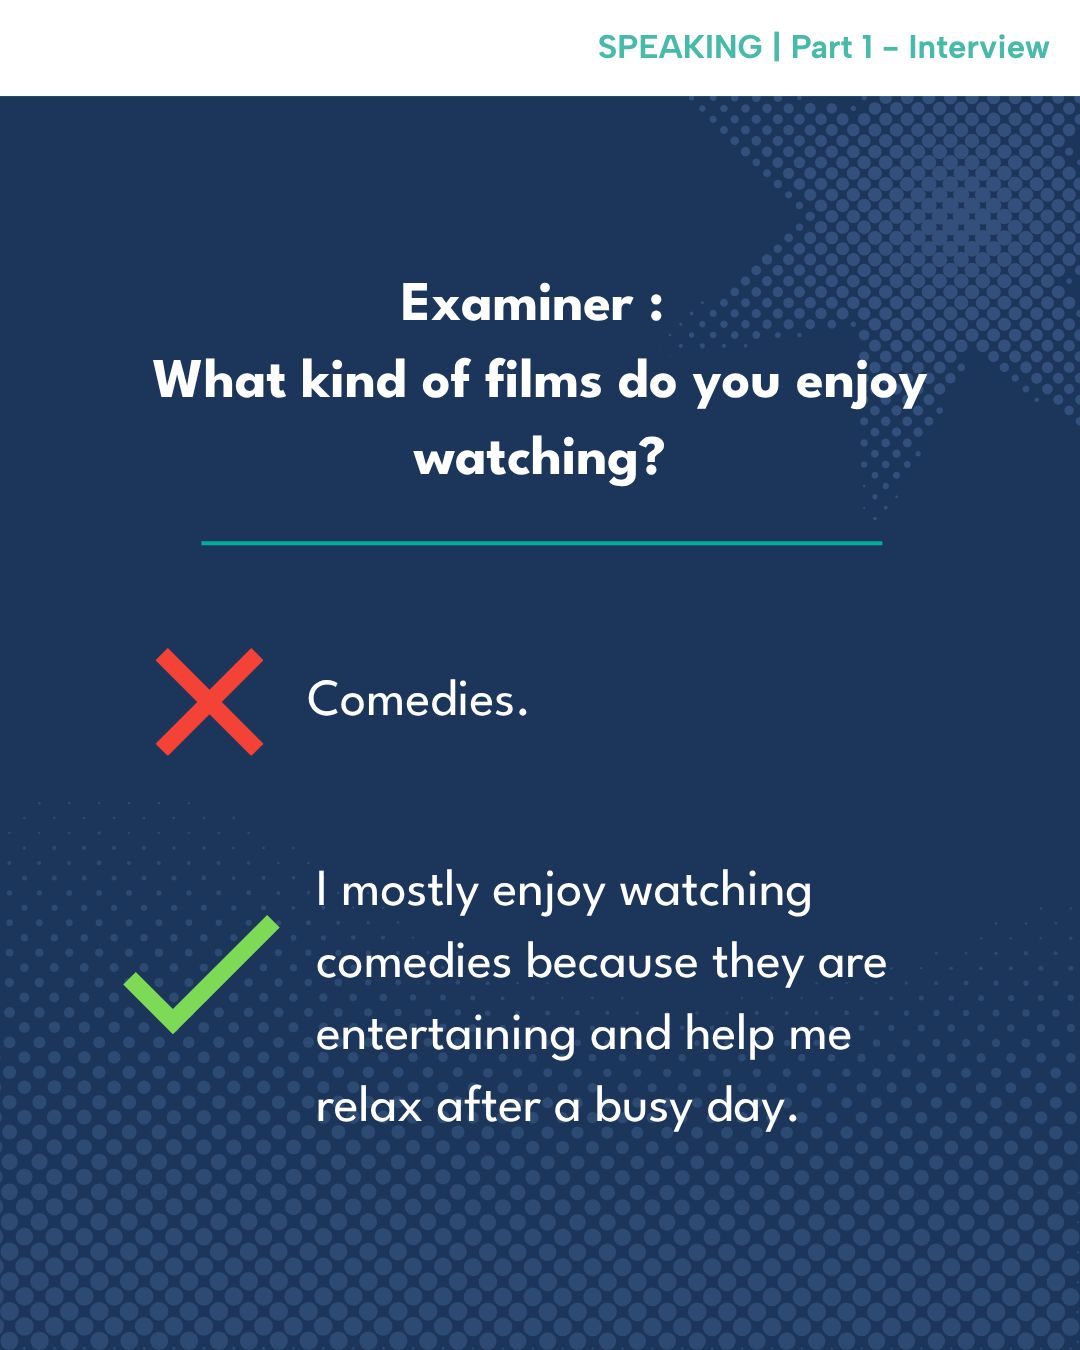 SPEAKING | Part 1 – Interview
Examiner :
What kind of films do you enjoy
watching?
Comedies.
I mostly enjoy watching
comedies because they are
entertaining and help me
relax after a busy day.